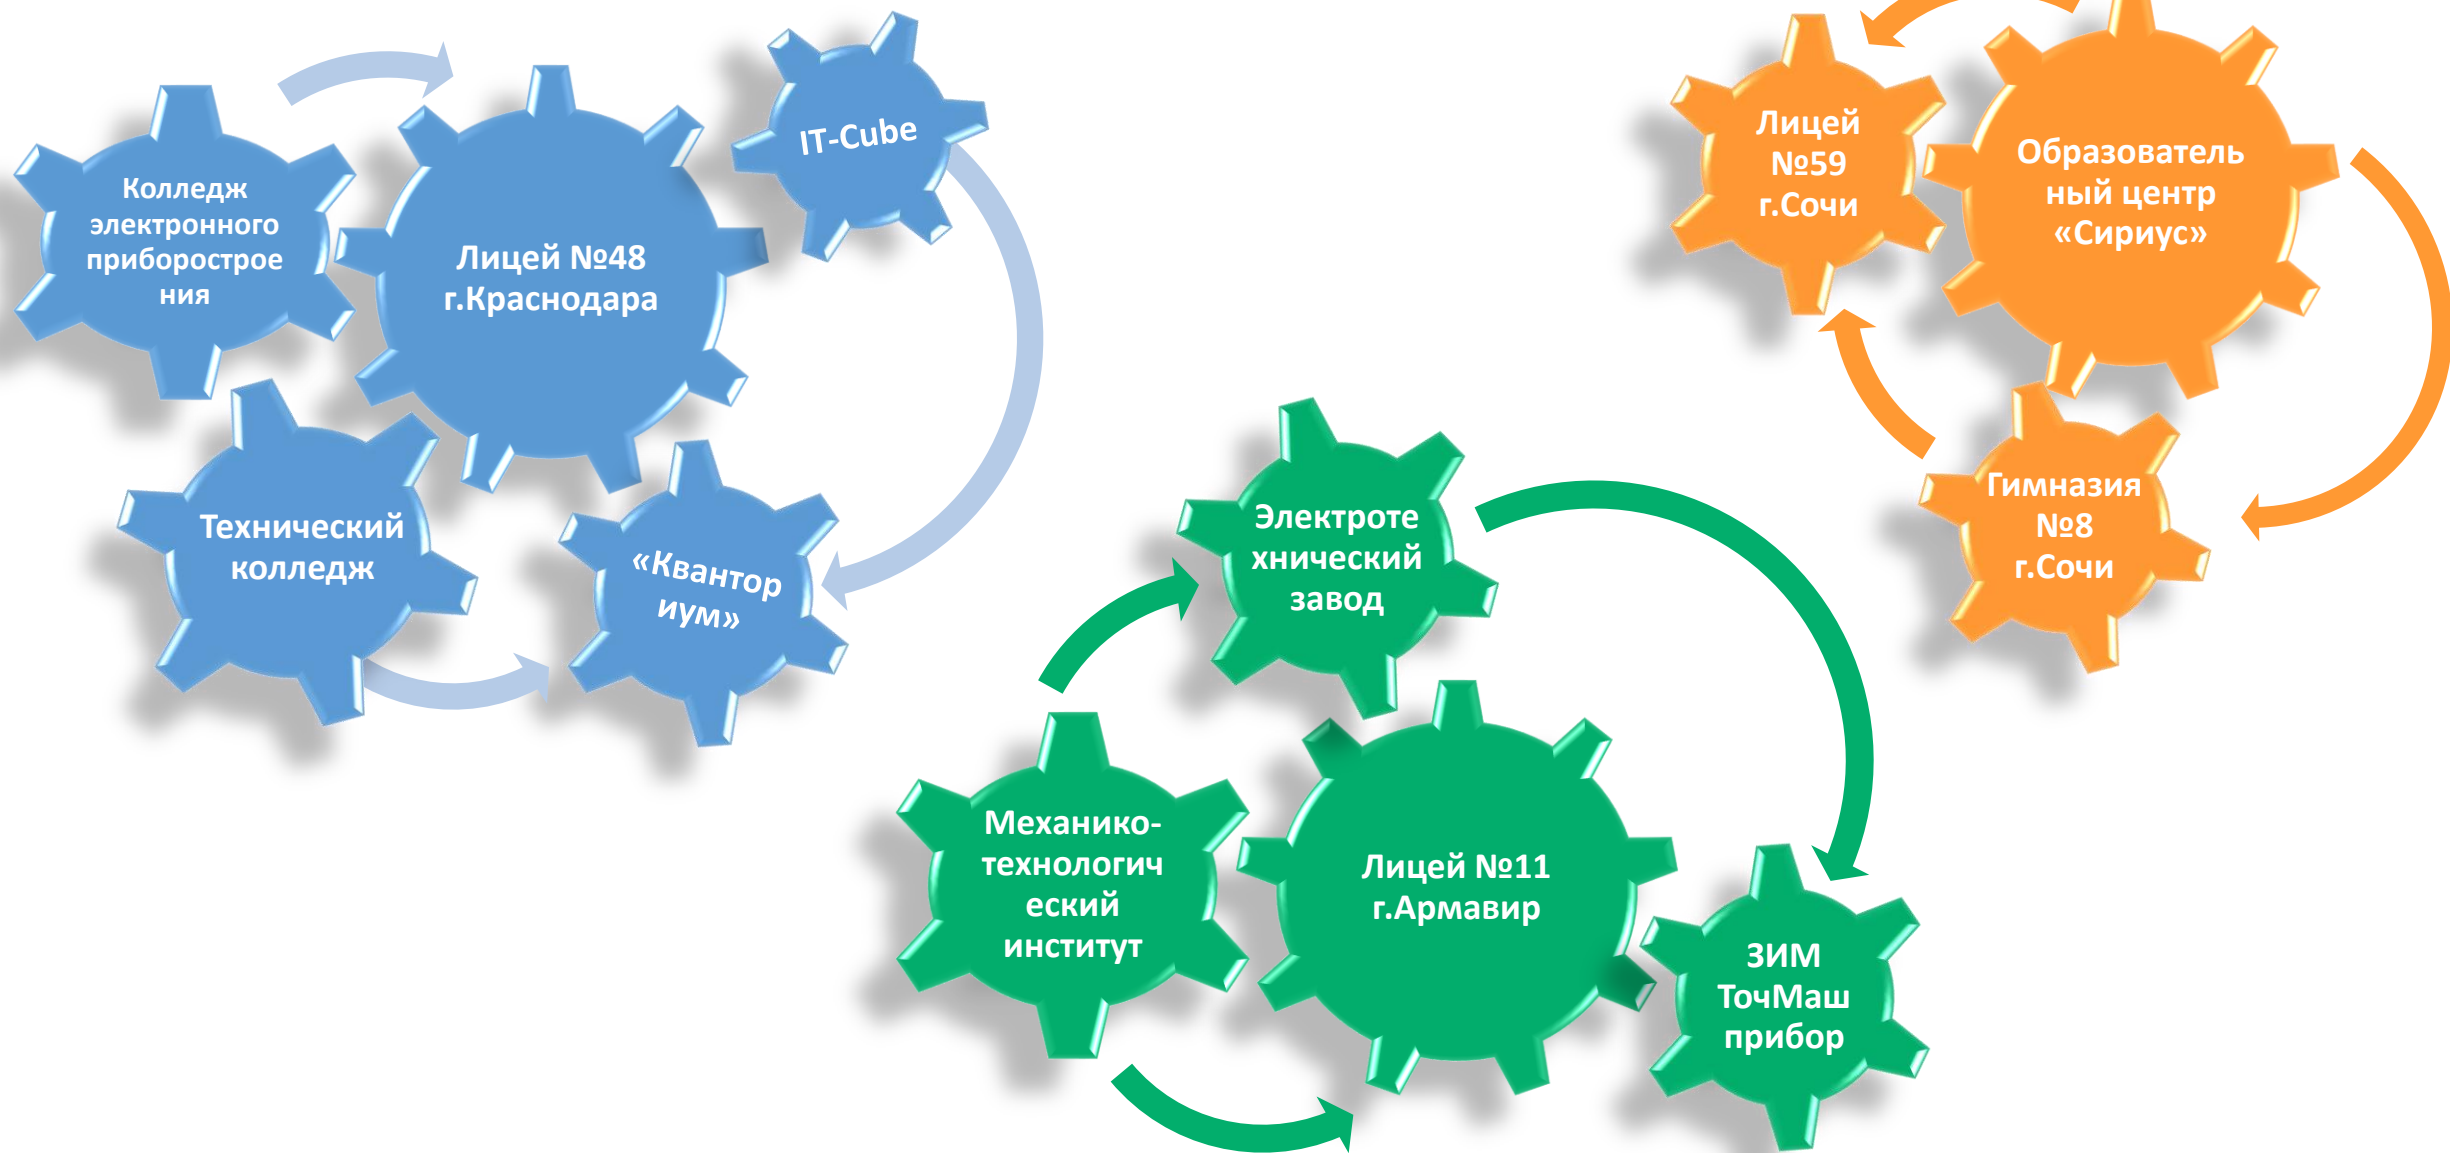 Колледж
электронного
приборострое
ния
Лицей №48
г.Краснодара
IT-Cube
Технический
колледж
«Квантор
иум»
Лицей
№59
г.Сочи
Образователь
ный центр
«Сириус»
Гимназия
№8
г.Сочи
Электроте
хнический
завод
Механико-
технологич
еский
институт
Лицей №11
г.Армавир
ЗИМ
ТочМаш
прибор